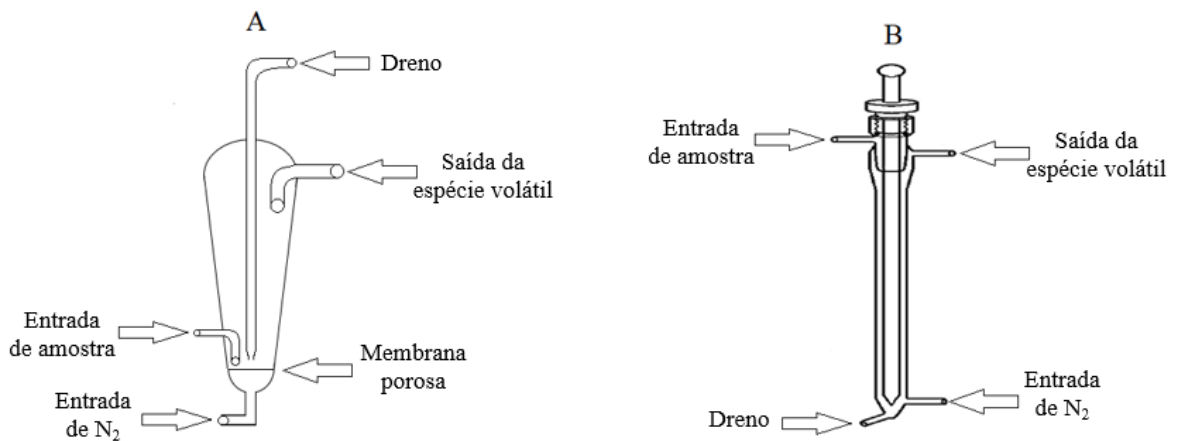 A
Dreno
Saída da
espécie volátil
Entrada
de amostra
Membrana
porosa
Entrada
de N₂
B
Entrada
de amostra
Saída da
espécie volátil
Entrada
de N₂
Dreno